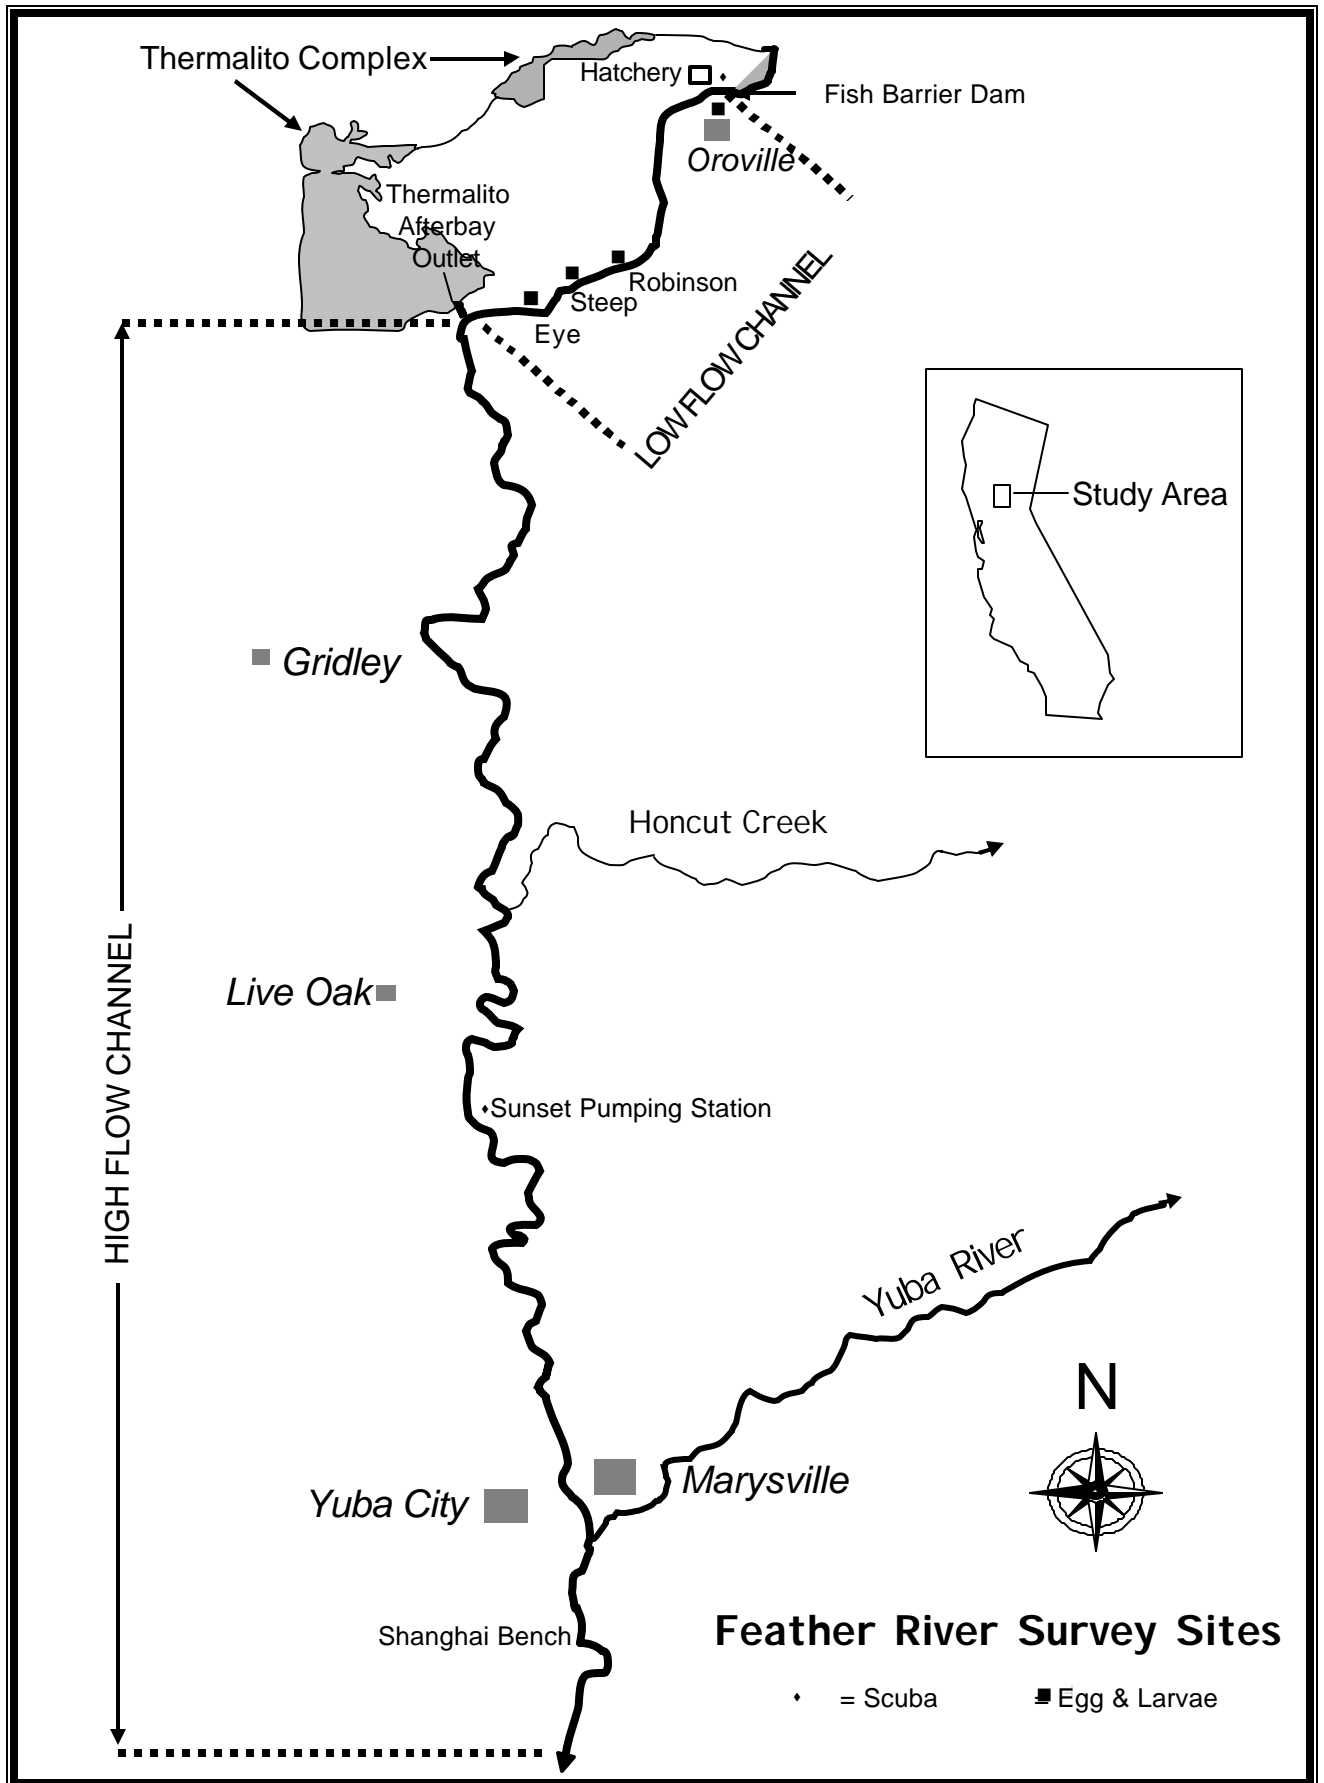 Thermalito Complex
Hatchery
Fish Barrier Dam
Oroville
Thermalito
Afterbay
Outlet
Robinson
Steep
Eye
LOW FLOW CHANNEL
Study Area
Gridley
Honcut Creek
Live Oak
HIGH FLOW CHANNEL
Sunset Pumping Station
Yuba River
N
Marysville
Yuba City
Shanghai Bench
Feather River Survey Sites
= Scuba
= Egg & Larvae